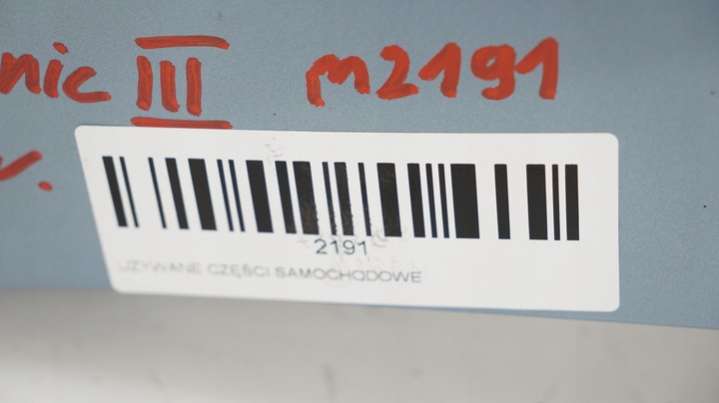 nic III m2191
v.
2191
UŻYWANE CZĘŚCI SAMOCHODOWE